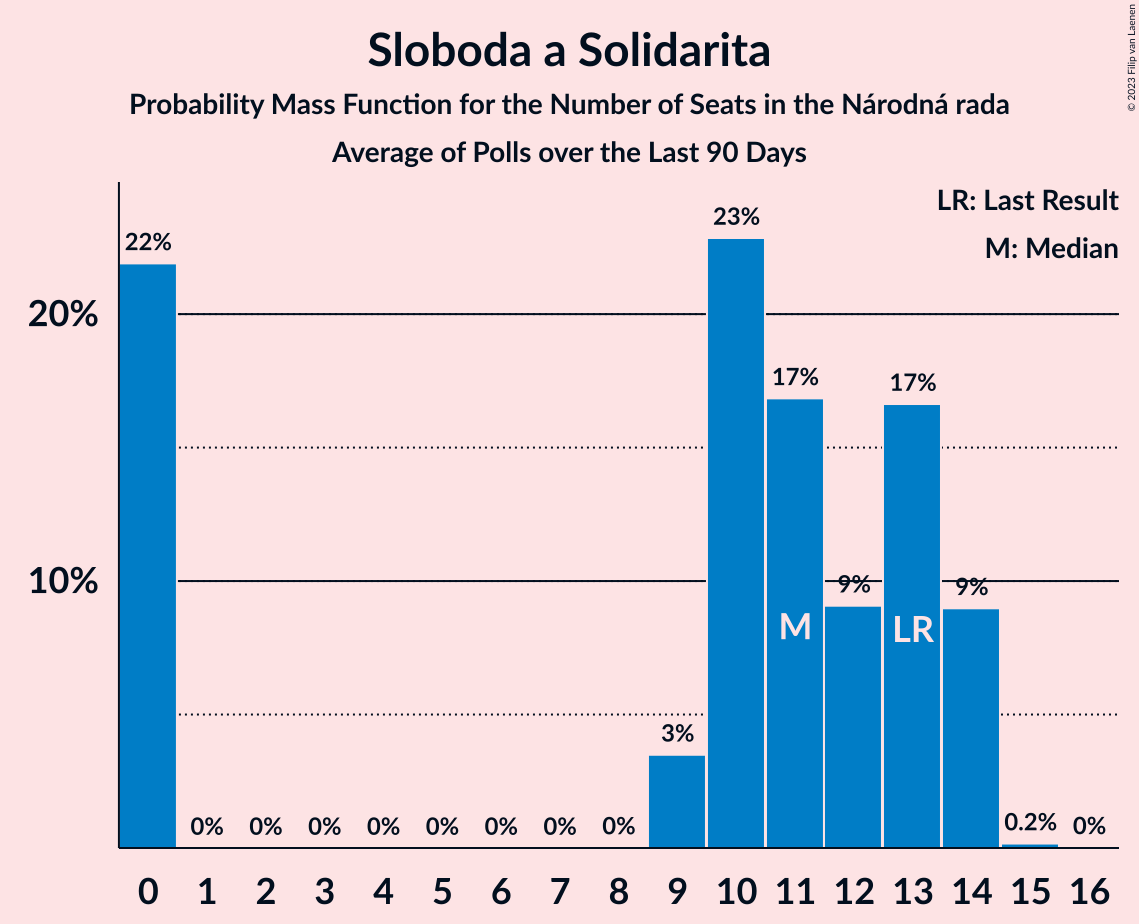 Sloboda a Solidarita
Probability Mass Function for the Number of Seats in the Národná rada
Average of Polls over the Last 90 Days
© 2023 Filip van Laenen
LR: Last Result
M: Median
20%
10%
22%
0%
0%
0%
0%
0%
0%
0%
0%
3%
23%
17%
9%
17%
9%
0.2%
0%
M
LR
0 1 2 3 4 5 6 7 8 9 10 11 12 13 14 15 16